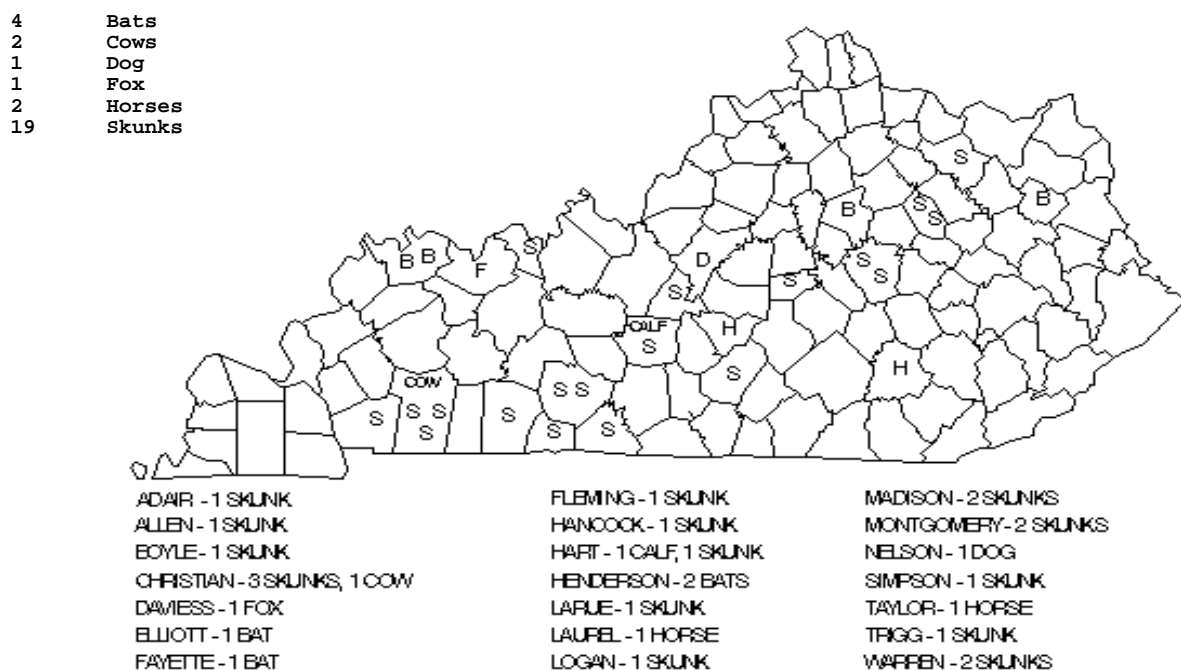 4 Bats
2 Cows
1 Dog
1 Fox
2 Horses
19 Skunks
S
B
S
S
B
S
B B
F
D
S
S
S
S
CALF
S
H
S
H
COW
S S
S
S
S
S S
S
S
ADAIR - 1 SKUNK
ALLEN - 1 SKUNK
BOYLE - 1 SKUNK
CHRISTIAN - 3 SKUNKS, 1 COW
DAVIESS - 1 FOX
ELLIOTT - 1 BAT
FAYETTE - 1 BAT
FLEMING - 1 SKUNK
HANCOCK - 1 SKUNK
HART - 1 CALF, 1 SKUNK
HENDERSON - 2 BATS
LARUE - 1 SKUNK
LAUREL - 1 HORSE
LOGAN - 1 SKUNK
MADISON - 2 SKUNKS
MONTGOMERY - 2 SKUNKS
NELSON - 1 DOG
SIMPSON - 1 SKUNK
TAYLOR - 1 HORSE
TRIGG - 1 SKUNK
WARREN - 2 SKUNKS